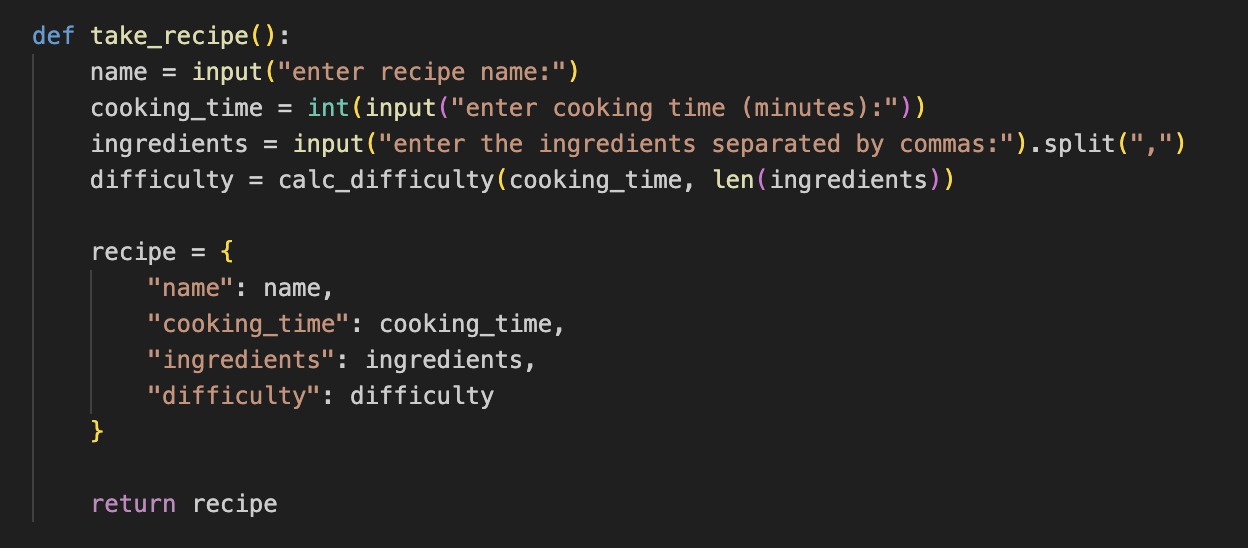 def take_recipe():
    name = input("enter recipe name:")
    cooking_time = int(input("enter cooking time (minutes):"))
    ingredients = input("enter the ingredients separated by commas:").split(",")
    difficulty = calc_difficulty(cooking_time, len(ingredients))

    recipe = {
        "name": name,
        "cooking_time": cooking_time,
        "ingredients": ingredients,
        "difficulty": difficulty
    }

    return recipe